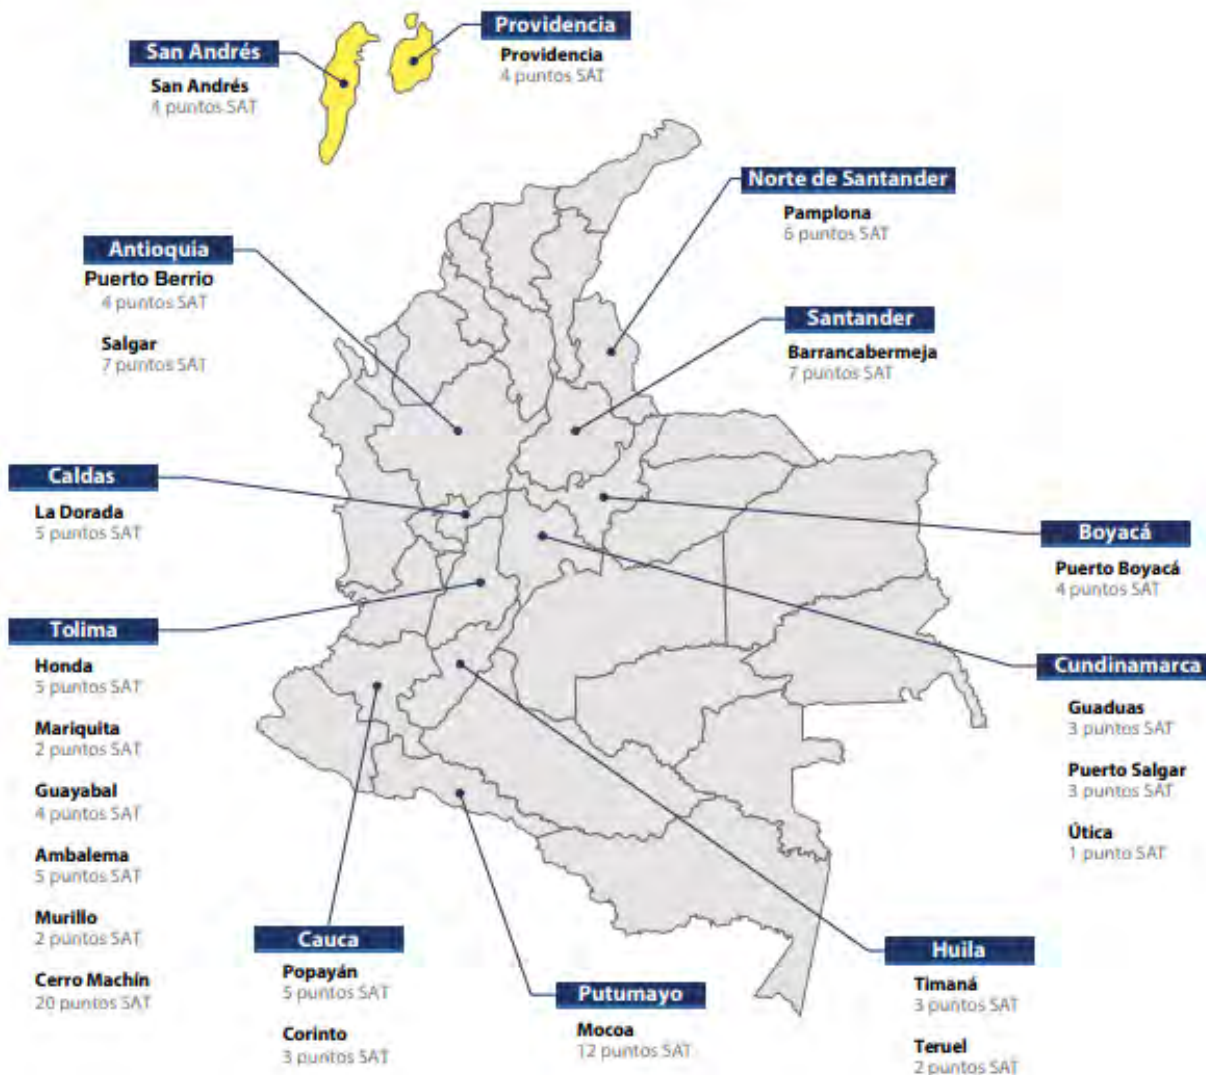 Providencia
Providencia
4 puntos SAT
San Andrés
San Andrés
4 puntos SAT
Norte de Santander
Pamplona
6 puntos SAT
Antioquia
Puerto Berrio
4 puntos SAT
Salgar
7 puntos SAT
Santander
Barrancabermeja
7 puntos SAT
Caldas
La Dorada
5 puntos SAT
Boyacá
Puerto Boyacá
4 puntos SAT
Tolima
Honda
5 puntos SAT
Mariquita
2 puntos SAT
Guayabal
4 puntos SAT
Ambalema
5 puntos SAT
Murillo
2 puntos SAT
Cerro Machín
20 puntos SAT
Cundinamarca
Guaduas
3 puntos SAT
Puerto Salgar
3 puntos SAT
Útica
1 punto SAT
Cauca
Popayán
5 puntos SAT
Corinto
3 puntos SAT
Putumayo
Mocoa
12 puntos SAT
Huila
Timaná
3 puntos SAT
Teruel
2 puntos SAT